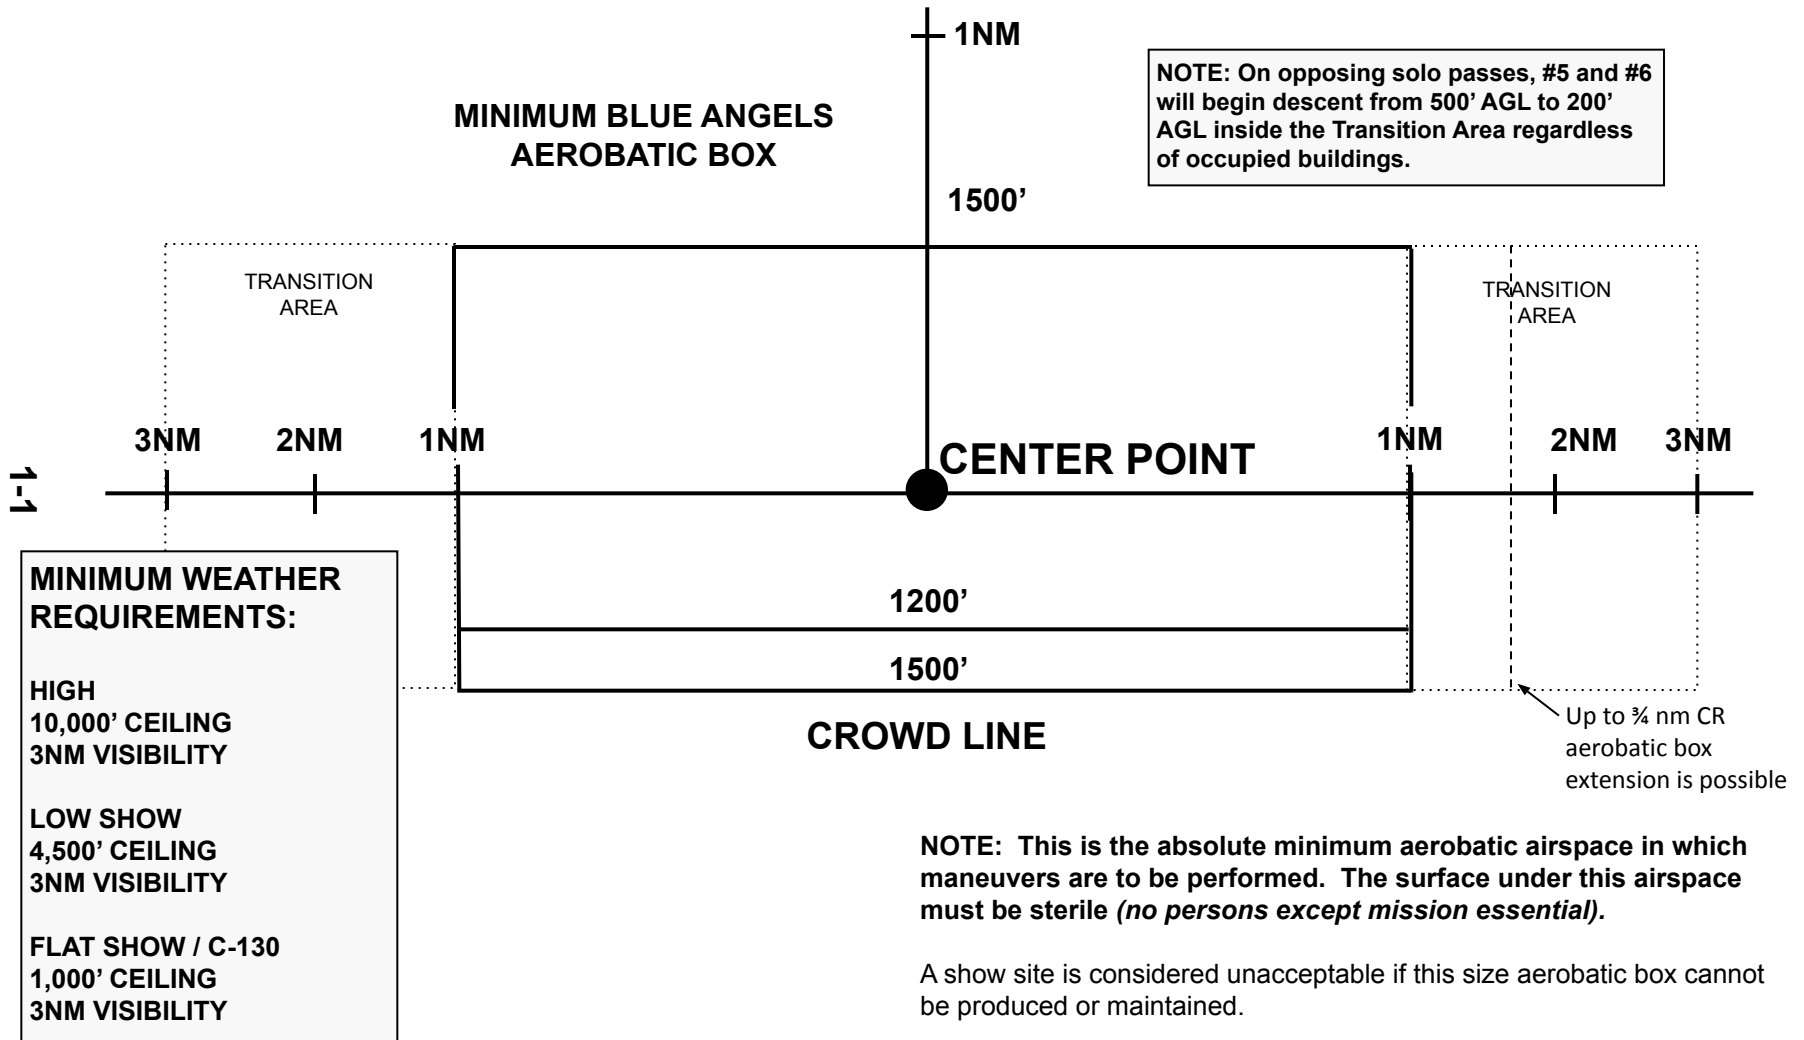 1NM
NOTE: On opposing solo passes, #5 and #6
will begin descent from 500’ AGL to 200’
AGL inside the Transition Area regardless
of occupied buildings.
MINIMUM BLUE ANGELS
AEROBATIC BOX
1500’
TRANSITION
AREA
TRANSITION
AREA
3NM 2NM 1NM 1NM 2NM 3NM
CENTER POINT
1-1
MINIMUM WEATHER
REQUIREMENTS:
HIGH
10,000’ CEILING
3NM VISIBILITY
LOW SHOW
4,500’ CEILING
3NM VISIBILITY
FLAT SHOW / C-130
1,000’ CEILING
3NM VISIBILITY
1200’
1500’
CROWD LINE
Up to ¾ nm CR
aerobatic box
extension is possible
NOTE:  This is the absolute minimum aerobatic airspace in which
maneuvers are to be performed.  The surface under this airspace
must be sterile (no persons except mission essential).
A show site is considered unacceptable if this size aerobatic box cannot
be produced or maintained.